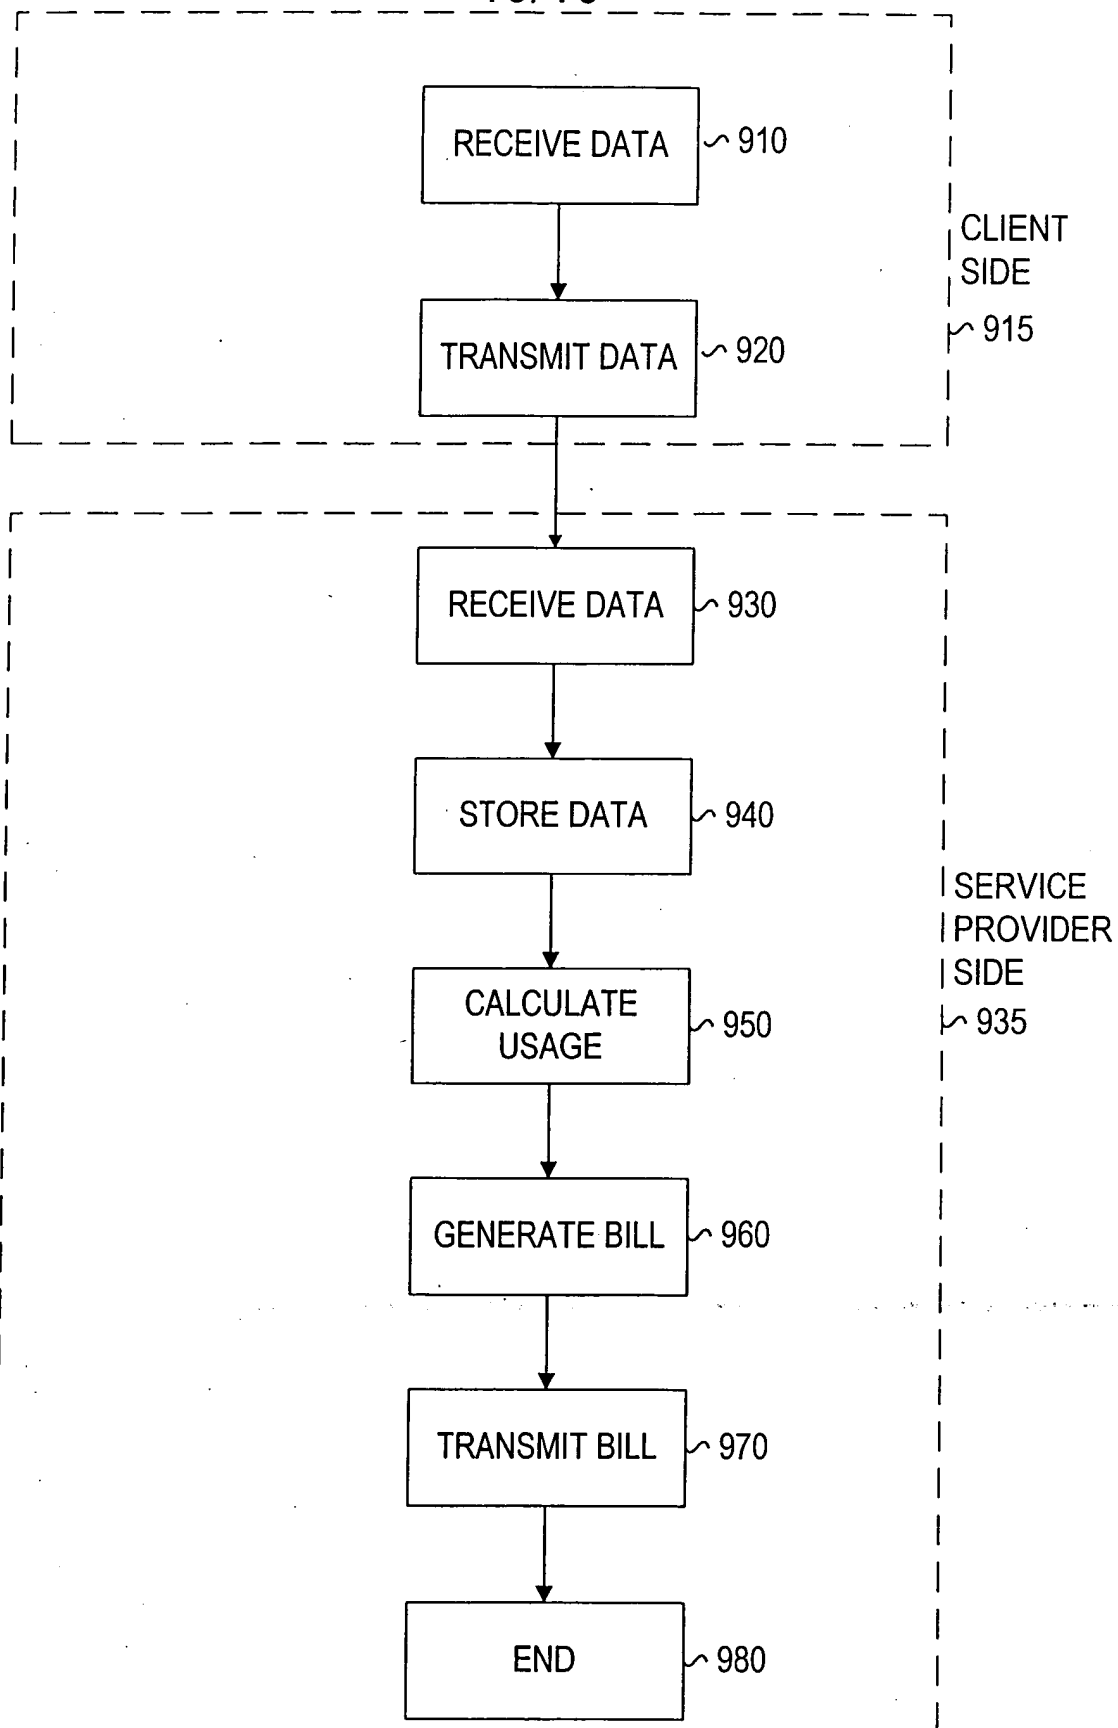 RECEIVE DATA
910
CLIENT
SIDE
915
TRANSMIT DATA
920
RECEIVE DATA
930
STORE DATA
940
SERVICE
PROVIDER
SIDE
935
CALCULATE
USAGE
950
GENERATE BILL
960
TRANSMIT BILL
970
END
980